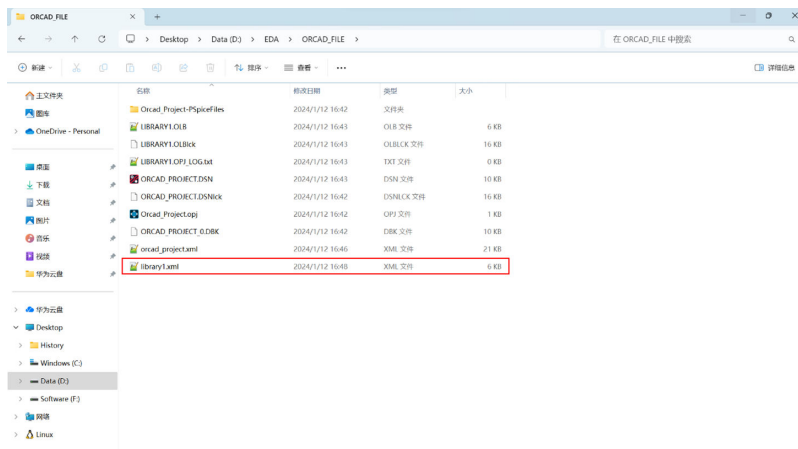 ORCAD_FILE
Desktop > Data (D:) > EDA > ORCAD_FILE >
在 ORCAD_FILE 中搜索
新建
排序
查看
详细信息
名称 修改日期 类型 大小
主文件夹
图库
OneDrive - Personal
桌面
下载
文档
图片
音乐
视频
华为云盘
华为云盘
Desktop
History
Windows (C:)
Data (D:)
Software (F:)
网络
Linux
Orcad_Project-PSpiceFiles 2024/1/12 16:42 文件夹
LIBRARY1.OLB 2024/1/12 16:43 OLB 文件 6 KB
LIBRARY1.OLBlck 2024/1/12 16:43 OLBLCK 文件 16 KB
LIBRARY1.OPJ_LOG.txt 2024/1/12 16:43 TXT 文件 0 KB
ORCAD_PROJECT.DSN 2024/1/12 16:43 DSN 文件 10 KB
ORCAD_PROJECT.DSNlck 2024/1/12 16:42 DSNLCK 文件 16 KB
Orcad_Project.opj 2024/1/12 16:42 OPJ 文件 1 KB
ORCAD_PROJECT_0.DBK 2024/1/12 16:42 DBK 文件 10 KB
orcad_project.xml 2024/1/12 16:46 XML 文件 21 KB
library1.xml 2024/1/12 16:48 XML 文件 6 KB